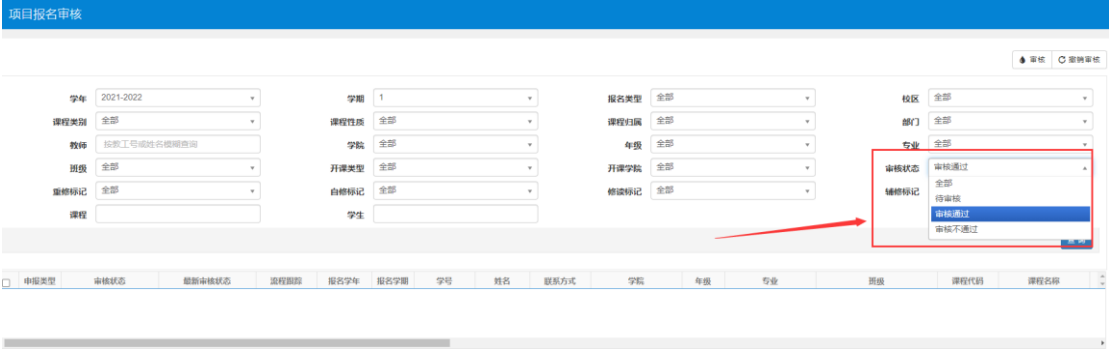 项目报名审核
审核 撤销审核
学年 2021-2022 学期 1 报名类型 全部 校区 全部
课程类别 全部 课程性质 全部 课程归属 全部 部门 全部
教师 按教工号或姓名模糊查询 学院 全部 年级 全部 专业 全部
班级 全部 开课类型 全部 开课学院 全部 审核状态 审核通过
全部
重修标记 全部 自修标记 全部 修读标记 全部 辅修标记
待审核
审核通过
课程 学生
审核不通过
查 询
申报类型 审核状态 最新审核状态 流程跟踪 报名学年 报名学期 学号 姓名 联系方式 学院 年级 专业 班级 课程代码 课程名称